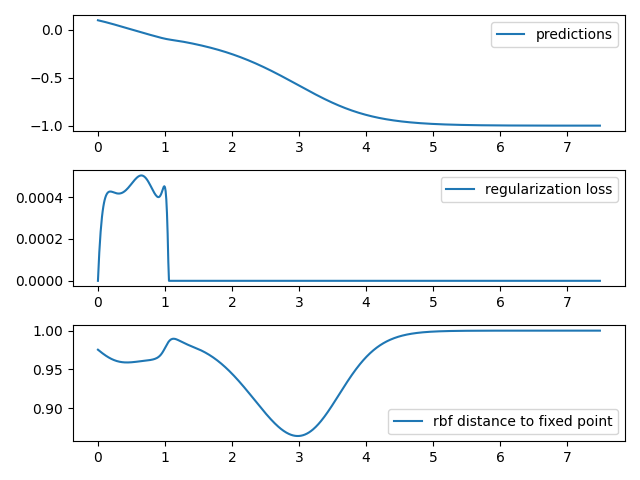 0.0
−0.5
−1.0
predictions
0 1 2 3 4 5 6 7
0.0004
0.0002
0.0000
regularization loss
0 1 2 3 4 5 6 7
1.00
0.95
0.90
rbf distance to fixed point
0 1 2 3 4 5 6 7